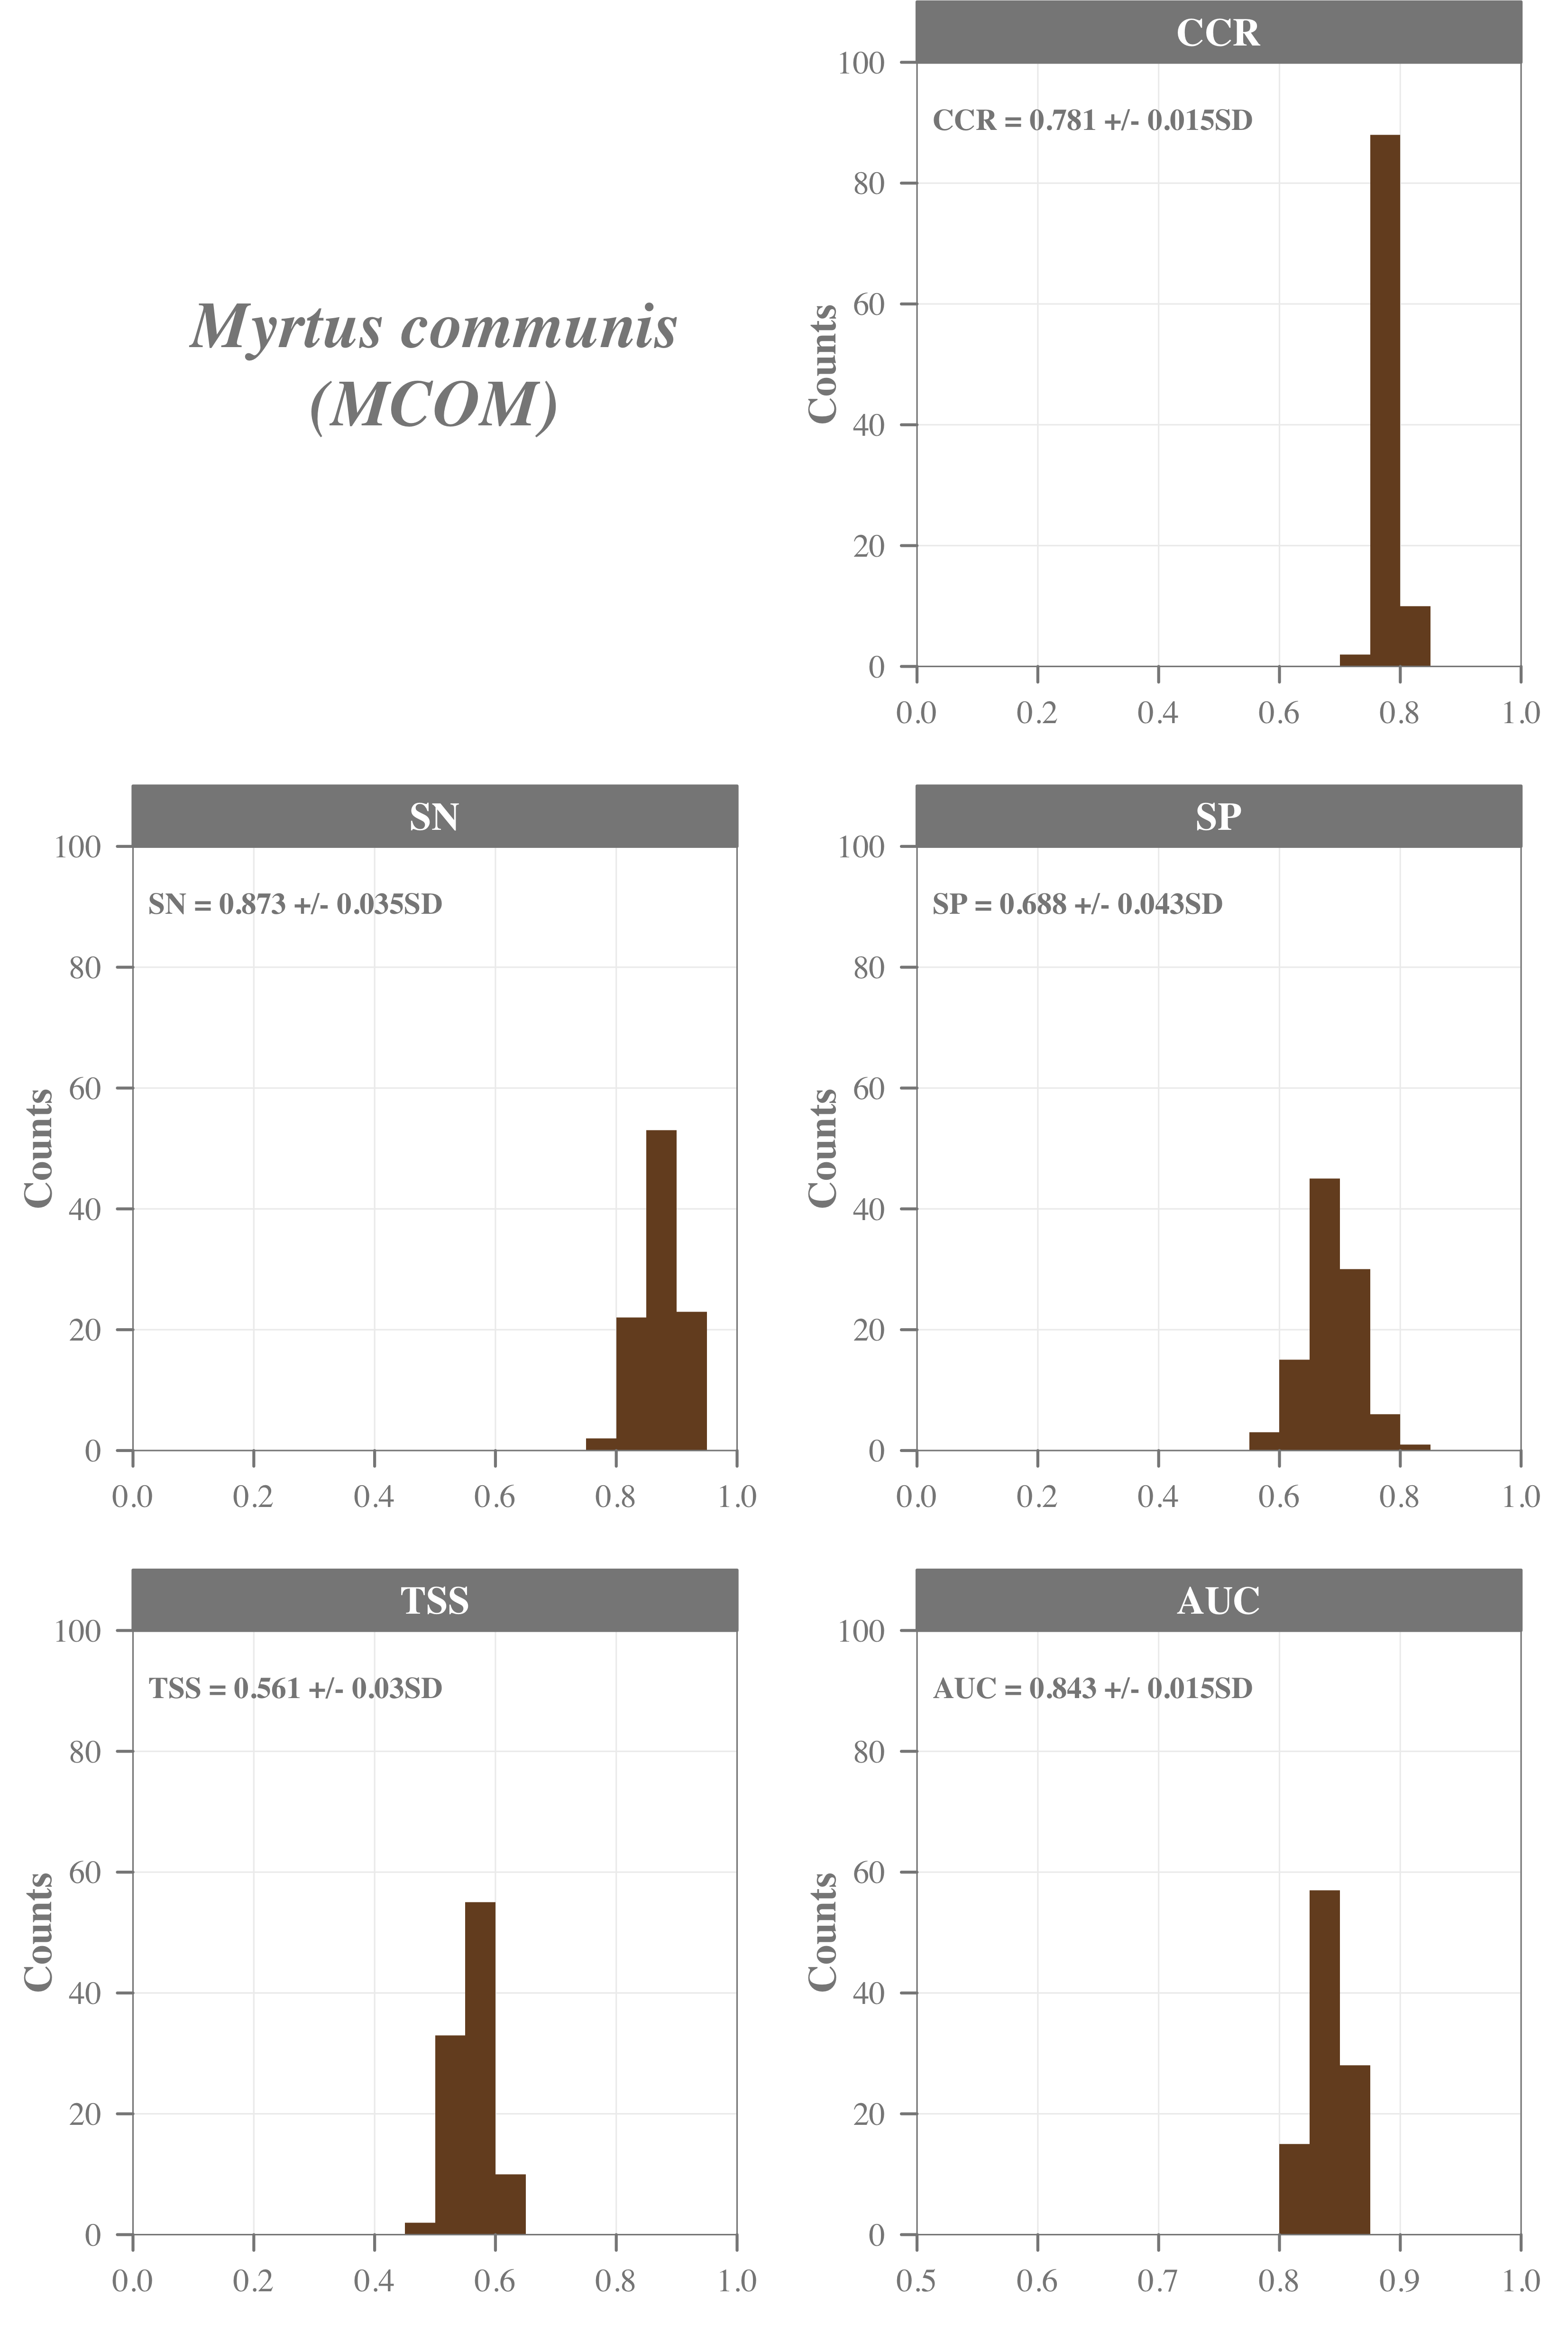 Myrtus communis
(MCOM)
CCR
CCR = 0.781 +/- 0.015SD
Counts
100
80
60
40
20
0
0.0 0.2 0.4 0.6 0.8 1.0
SN
SN = 0.873 +/- 0.035SD
Counts
100
80
60
40
20
0
0.0 0.2 0.4 0.6 0.8 1.0
SP
SP = 0.688 +/- 0.043SD
Counts
100
80
60
40
20
0
0.0 0.2 0.4 0.6 0.8 1.0
TSS
TSS = 0.561 +/- 0.03SD
Counts
100
80
60
40
20
0
0.0 0.2 0.4 0.6 0.8 1.0
AUC
AUC = 0.843 +/- 0.015SD
Counts
100
80
60
40
20
0
0.5 0.6 0.7 0.8 0.9 1.0